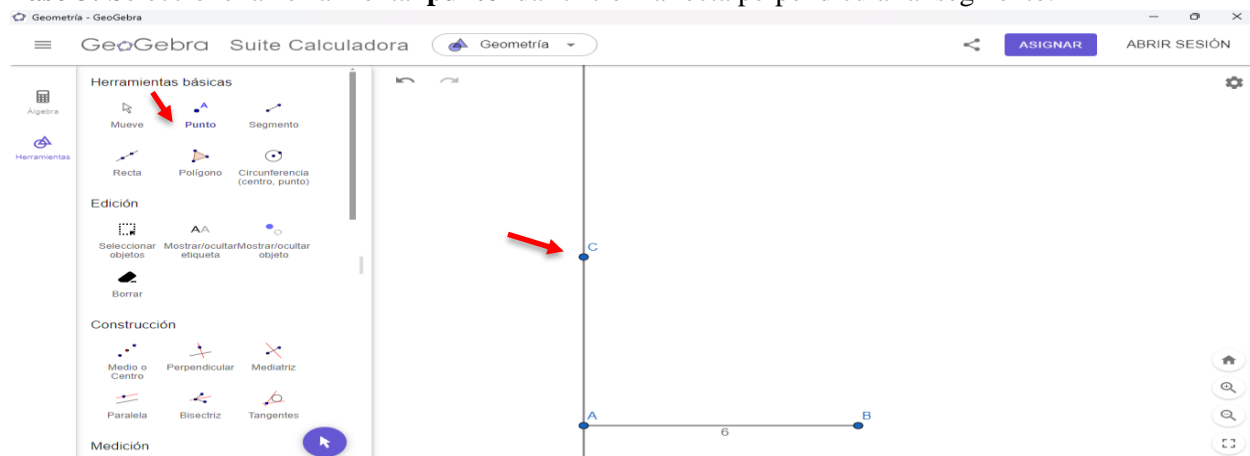 Geometría - GeoGebra
GeoGebra Suite Calculadora
Geometría
ASIGNAR
ABRIR SESIÓN
Álgebra
Herramientas
Herramientas básicas
Mueve
Punto
Segmento
Recta
Polígono
Circunferencia
(centro, punto)
Edición
Seleccionar
objetos
Mostrar/ocultar
etiqueta
Mostrar/ocultar
objeto
Borrar
Construcción
Medio o
Centro
Perpendicular
Mediatriz
Paralela
Bisectriz
Tangentes
Medición
C
A
B
6